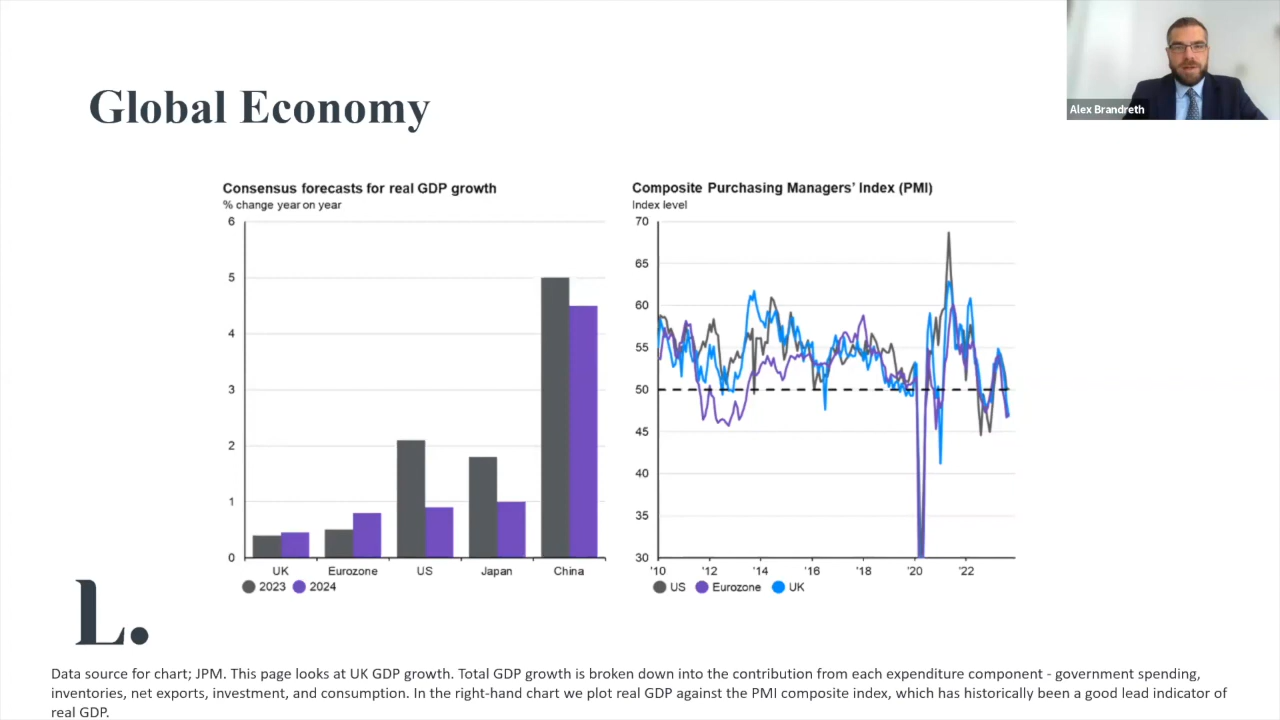 Alex Brandreth
Global Economy
Consensus forecasts for real GDP growth
% change year on year
6
5
4
3
2
1
0
UK Eurozone US Japan China
2023 2024
Composite Purchasing Managers' Index (PMI)
Index level
70
65
60
55
50
45
40
35
30
'10 '12 '14 '16 '18 '20 '22
US Eurozone UK
L.
Data source for chart; JPM. This page looks at UK GDP growth. Total GDP growth is broken down into the contribution from each expenditure component - government spending,
inventories, net exports, investment, and consumption. In the right-hand chart we plot real GDP against the PMI composite index, which has historically been a good lead indicator of
real GDP.